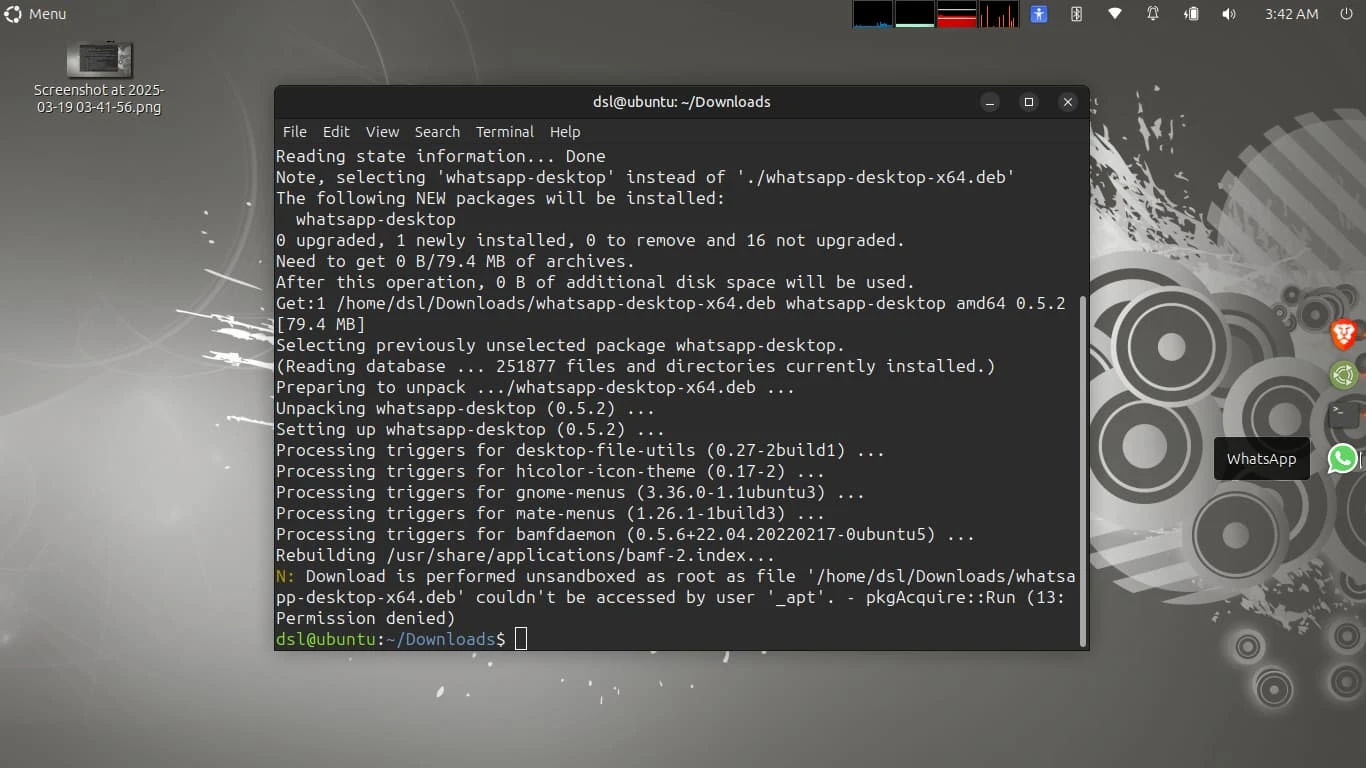 Menu
3:42 AM
Screenshot at 2025-
03-19 03-41-56.png
dsl@ubuntu: ~/Downloads
File Edit View Search Terminal Help
Reading state information... Done
Note, selecting 'whatsapp-desktop' instead of './whatsapp-desktop-x64.deb'
The following NEW packages will be installed:
  whatsapp-desktop
0 upgraded, 1 newly installed, 0 to remove and 16 not upgraded.
Need to get 0 B/79.4 MB of archives.
After this operation, 0 B of additional disk space will be used.
Get:1 /home/dsl/Downloads/whatsapp-desktop-x64.deb whatsapp-desktop amd64 0.5.2
[79.4 MB]
Selecting previously unselected package whatsapp-desktop.
(Reading database ... 251877 files and directories currently installed.)
Preparing to unpack .../whatsapp-desktop-x64.deb ...
Unpacking whatsapp-desktop (0.5.2) ...
Setting up whatsapp-desktop (0.5.2) ...
Processing triggers for desktop-file-utils (0.27-2build1) ...
Processing triggers for hicolor-icon-theme (0.17-2) ...
Processing triggers for gnome-menus (3.36.0-1.1ubuntu3) ...
Processing triggers for mate-menus (1.26.1-1build3) ...
Processing triggers for bamfdaemon (0.5.6+22.04.20220217-0ubuntu5) ...
Rebuilding /usr/share/applications/bamf-2.index...
N: Download is performed unsandboxed as root as file '/home/dsl/Downloads/whatsa
pp-desktop-x64.deb' couldn't be accessed by user '_apt'. - pkgAcquire::Run (13:
Permission denied)
dsl@ubuntu:~/Downloads$
WhatsApp